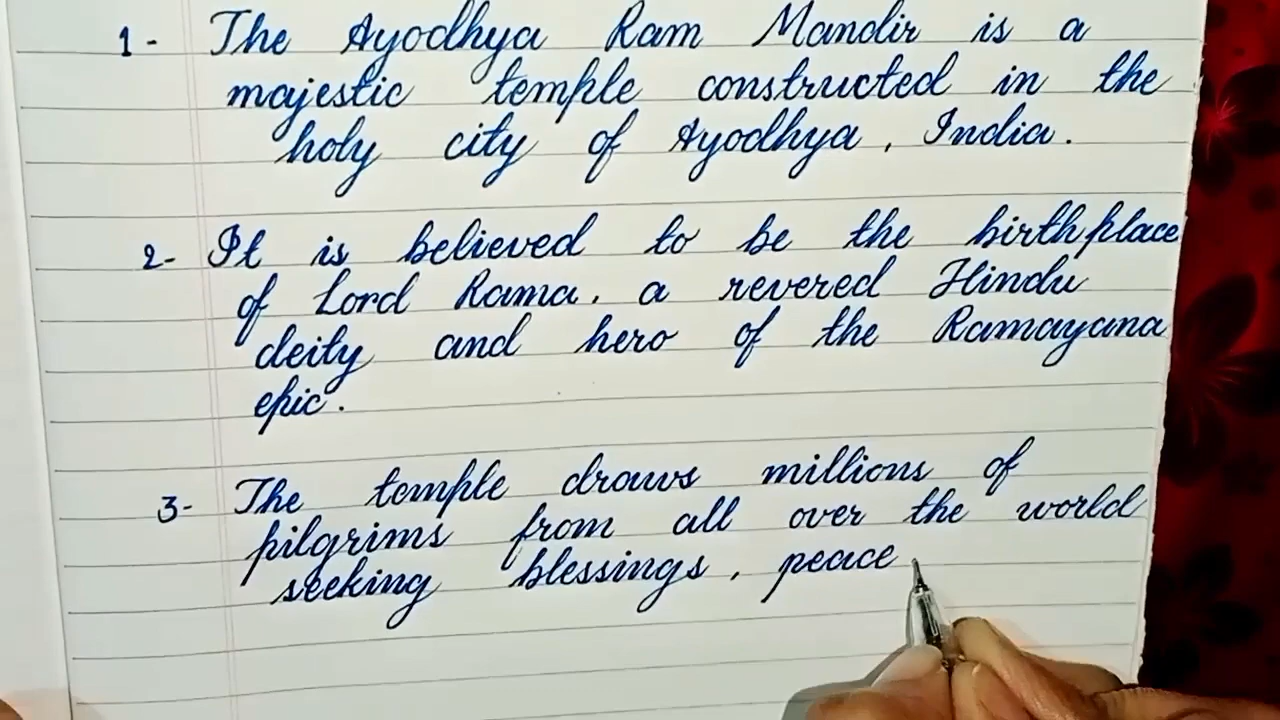 1- The Ayodhya Ram Mandir is a
majestic temple constructed in the
holy city of Ayodhya, India.
2- It is believed to be the birthplace
of Lord Rama, a revered Hindu
deity and hero of the Ramayana
epic.
3- The temple draws millions of
pilgrims from all over the world
seeking blessings, peace